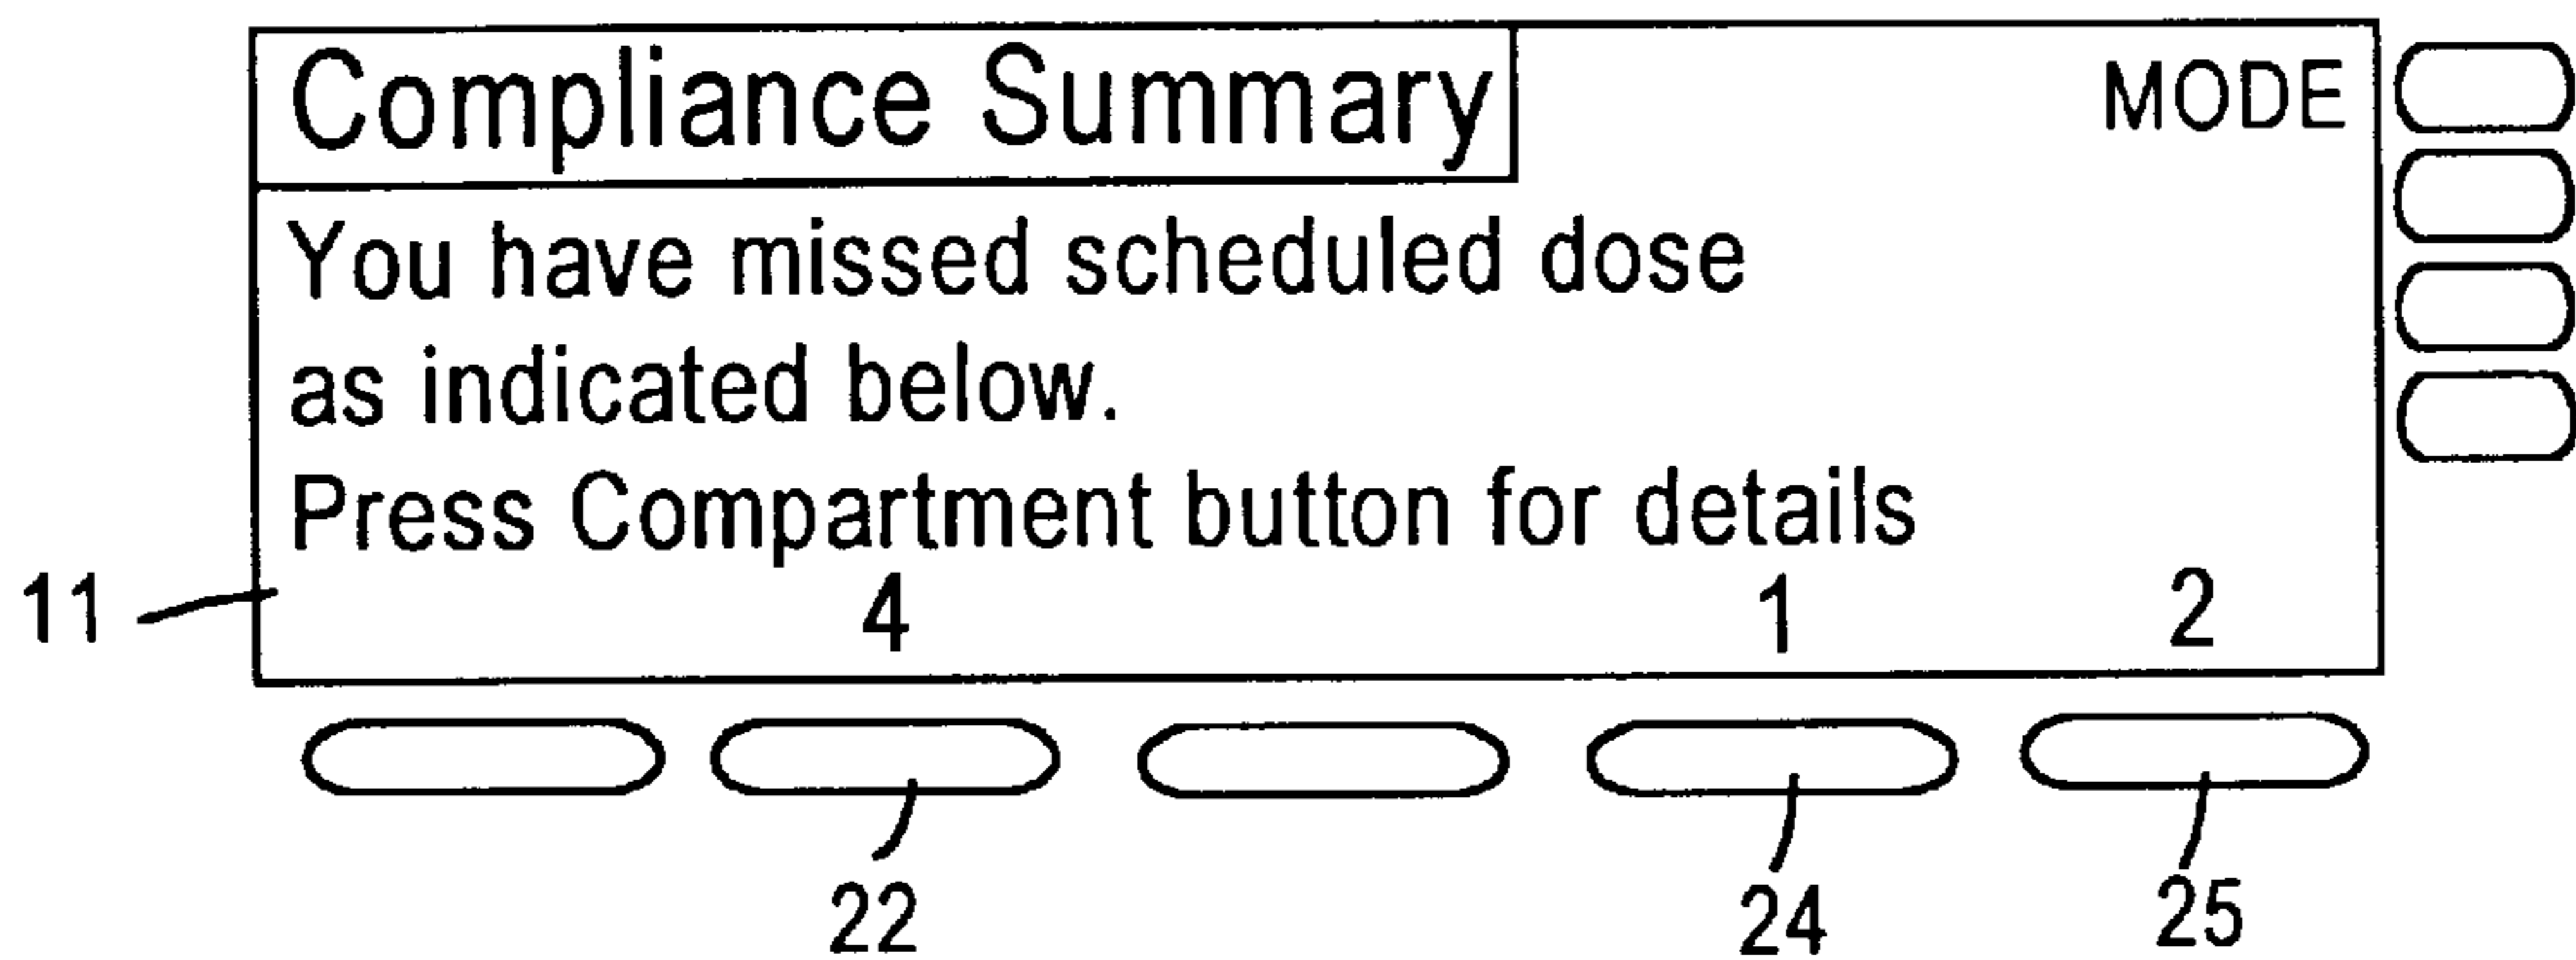 Compliance Summary MODE
You have missed scheduled dose
as indicated below.
Press Compartment button for details
11 4 1 2
22 24 25